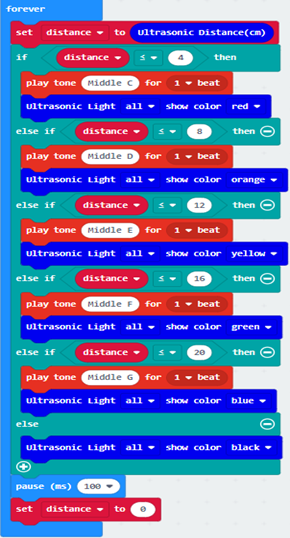 forever
set distance to Ultrasonic Distance(cm)
if distance ≤ 4 then
play tone Middle C for 1 beat
Ultrasonic Light all show color red
else if distance ≤ 8 then
play tone Middle D for 1 beat
Ultrasonic Light all show color orange
else if distance ≤ 12 then
play tone Middle E for 1 beat
Ultrasonic Light all show color yellow
else if distance ≤ 16 then
play tone Middle F for 1 beat
Ultrasonic Light all show color green
else if distance ≤ 20 then
play tone Middle G for 1 beat
Ultrasonic Light all show color blue
else
Ultrasonic Light all show color black
pause (ms) 100
set distance to 0